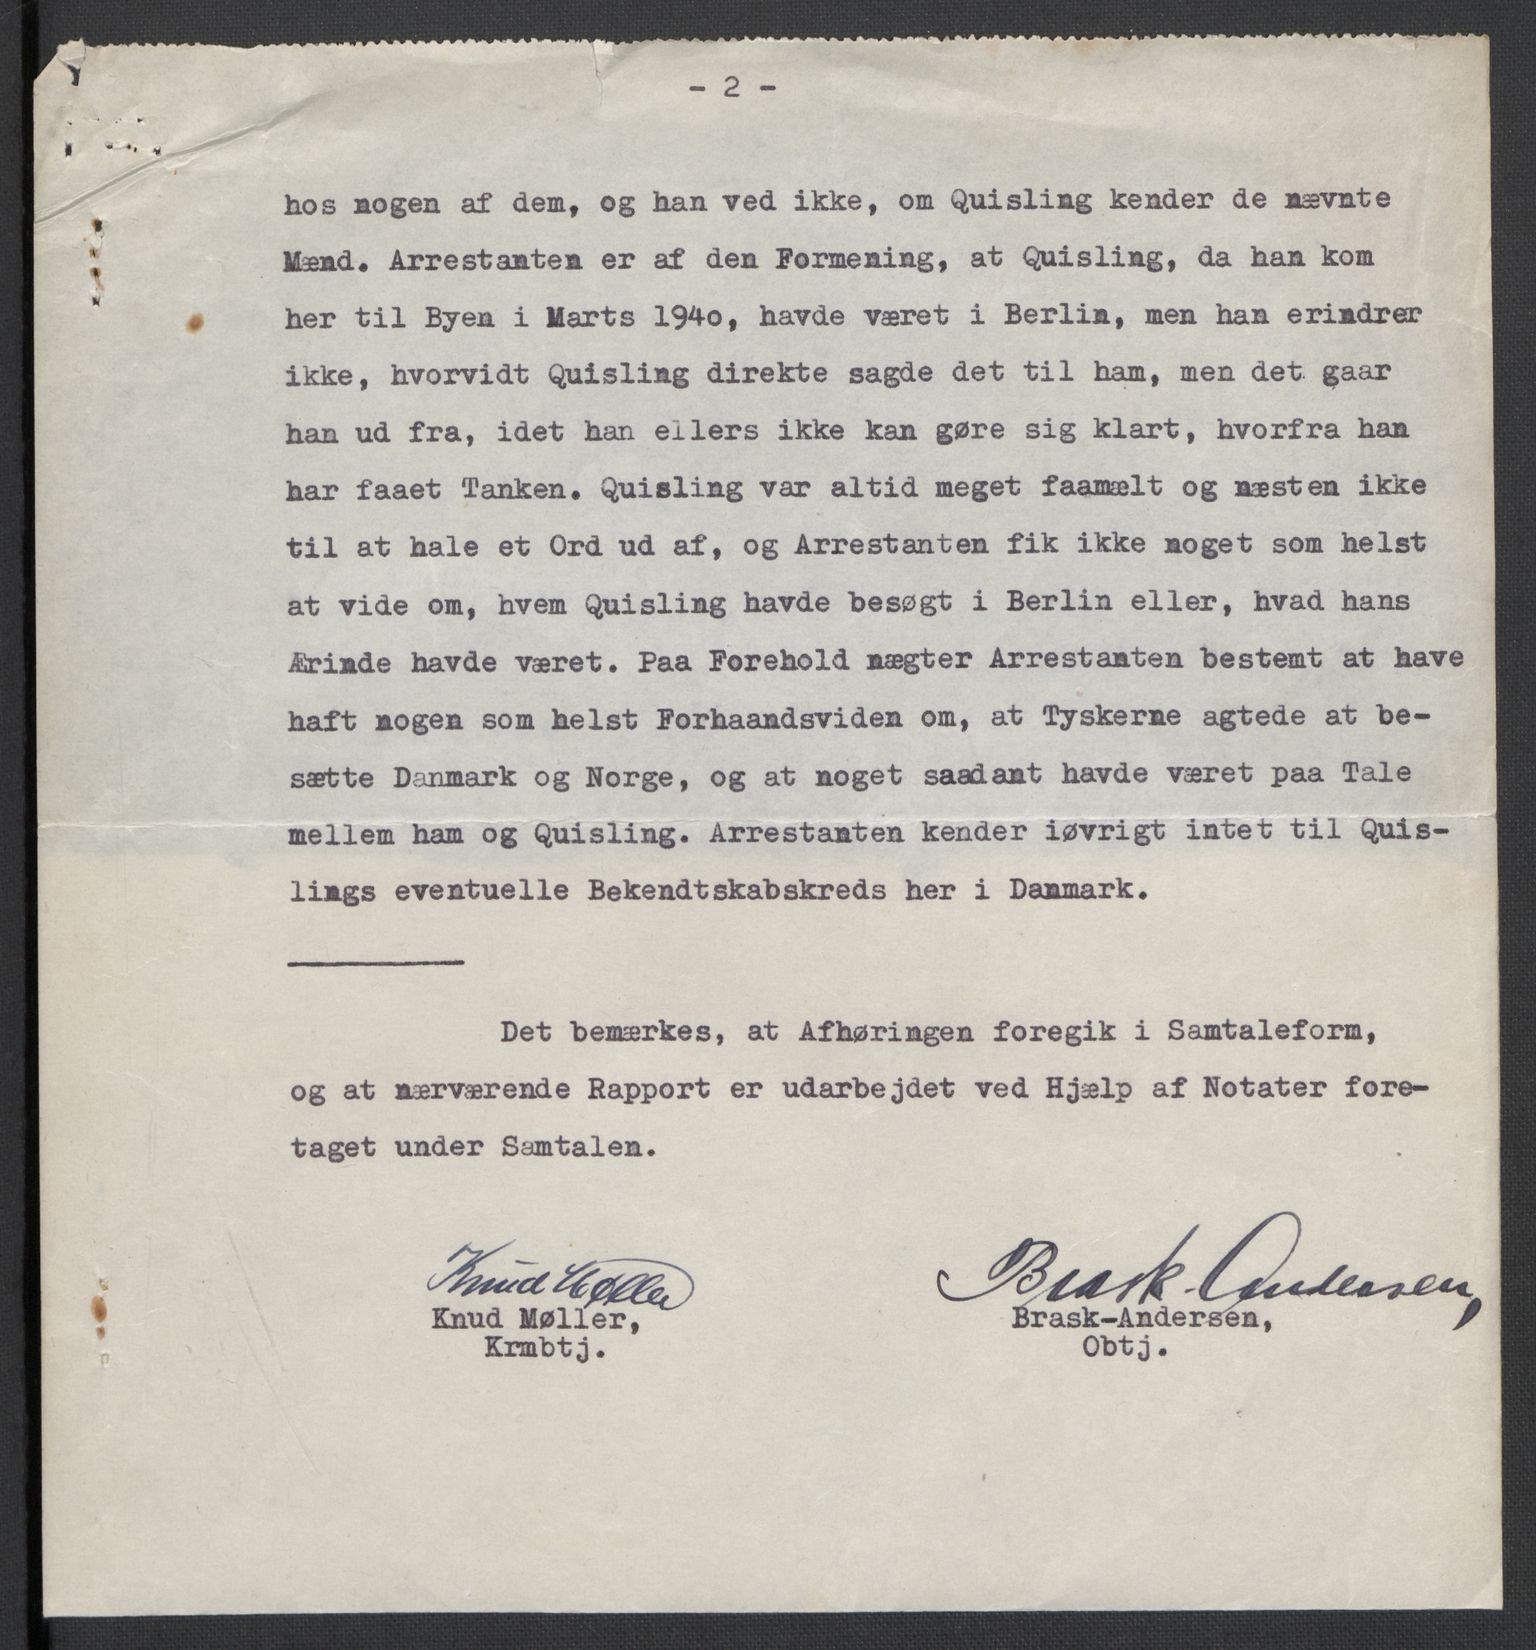 - 2 -
hos nogen af dem, og han ved ikke, om Quisling kender de nævnte
Mænd. Arrestanten er af den Formening, at Quisling, da han kom
her til Byen i Marts 194o, havde været i Berlin, men han erindrer
ikke, hvorvidt Quisling direkte sagde det til ham, men det gaar
han ud fra, idet han ellers ikke kan gøre sig klart, hvorfra han
har faaet Tanken. Quisling var altid meget faamælt og næsten ikke
til at hale et Ord ud af, og Arrestanten fik ikke noget som helst
at vide om, hvem Quisling havde besøgt i Berlin eller, hvad hans
Ærinde havde været. Paa Forehold nægter Arrestanten bestemt at have
haft nogen som helst Forhaandsviden om, at Tyskerne agtede at be-
sætte Danmark og Norge, og at noget saadant havde været paa Tale
mellem ham og Quisling. Arrestanten kender iøvrigt intet til Quis-
lings eventuelle Bekendtskabskreds her i Danmark.
Det bemærkes, at Afhøringen foregik i Samtaleform,
og at nærværende Rapport er udarbejdet ved Hjælp af Notater fore-
taget under Samtalen.
Knud Møller
Brask-Andersen,
Knud Møller,
Krmbtj.
Brask-Andersen,
Obtj.